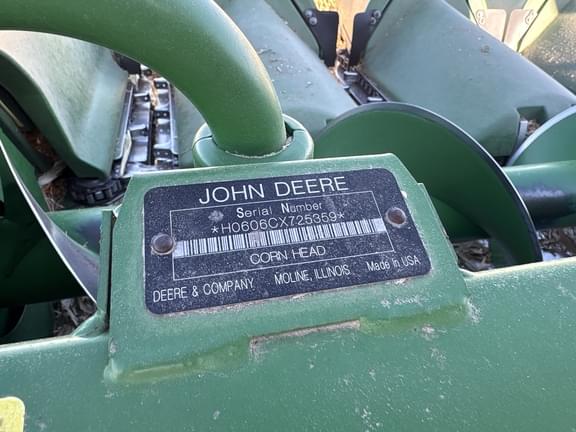 JOHN DEERE
Serial Number
*H0606CX725359*
CORN HEAD
DEERE & COMPANY MOLINE, ILLINOIS Made in USA